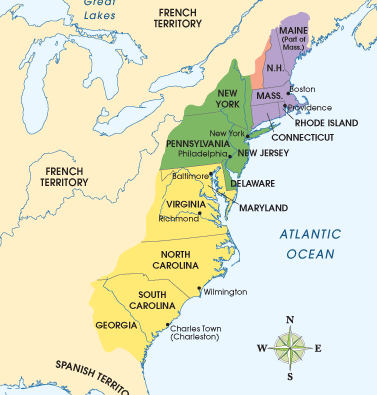 Great
Lakes
FRENCH
TERRITORY
MAINE
(Part of
Mass.)
N.H.
NEW
YORK
MASS.
Boston
Providence
RHODE ISLAND
CONNECTICUT
New York
PENNSYLVANIA
Philadelphia
NEW JERSEY
FRENCH
TERRITORY
Baltimore
DELAWARE
MARYLAND
VIRGINIA
Richmond
ATLANTIC
OCEAN
NORTH
CAROLINA
SOUTH
CAROLINA
Wilmington
GEORGIA
Charles Town
(Charleston)
N
W
E
S
SPANISH TERRITO